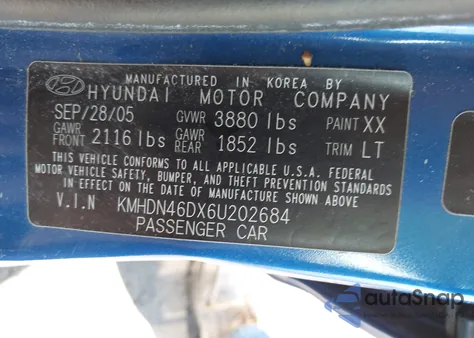 MANUFACTURED IN KOREA BY
HYUNDAI MOTOR COMPANY
SEP/28/05 GVWR 3880 lbs PAINT XX
GAWR FRONT 2116 lbs GAWR REAR 1852 lbs TRIM LT
THIS VEHICLE CONFORMS TO ALL APPLICABLE U.S.A. FEDERAL
MOTOR VEHICLE SAFETY, BUMPER, AND THEFT PREVENTION STANDARDS
IN EFFECT ON THE DATE OF MANUFACTURE SHOWN ABOVE
V.I.N KMHDN46DX6U202684
PASSENGER CAR
autoSnap